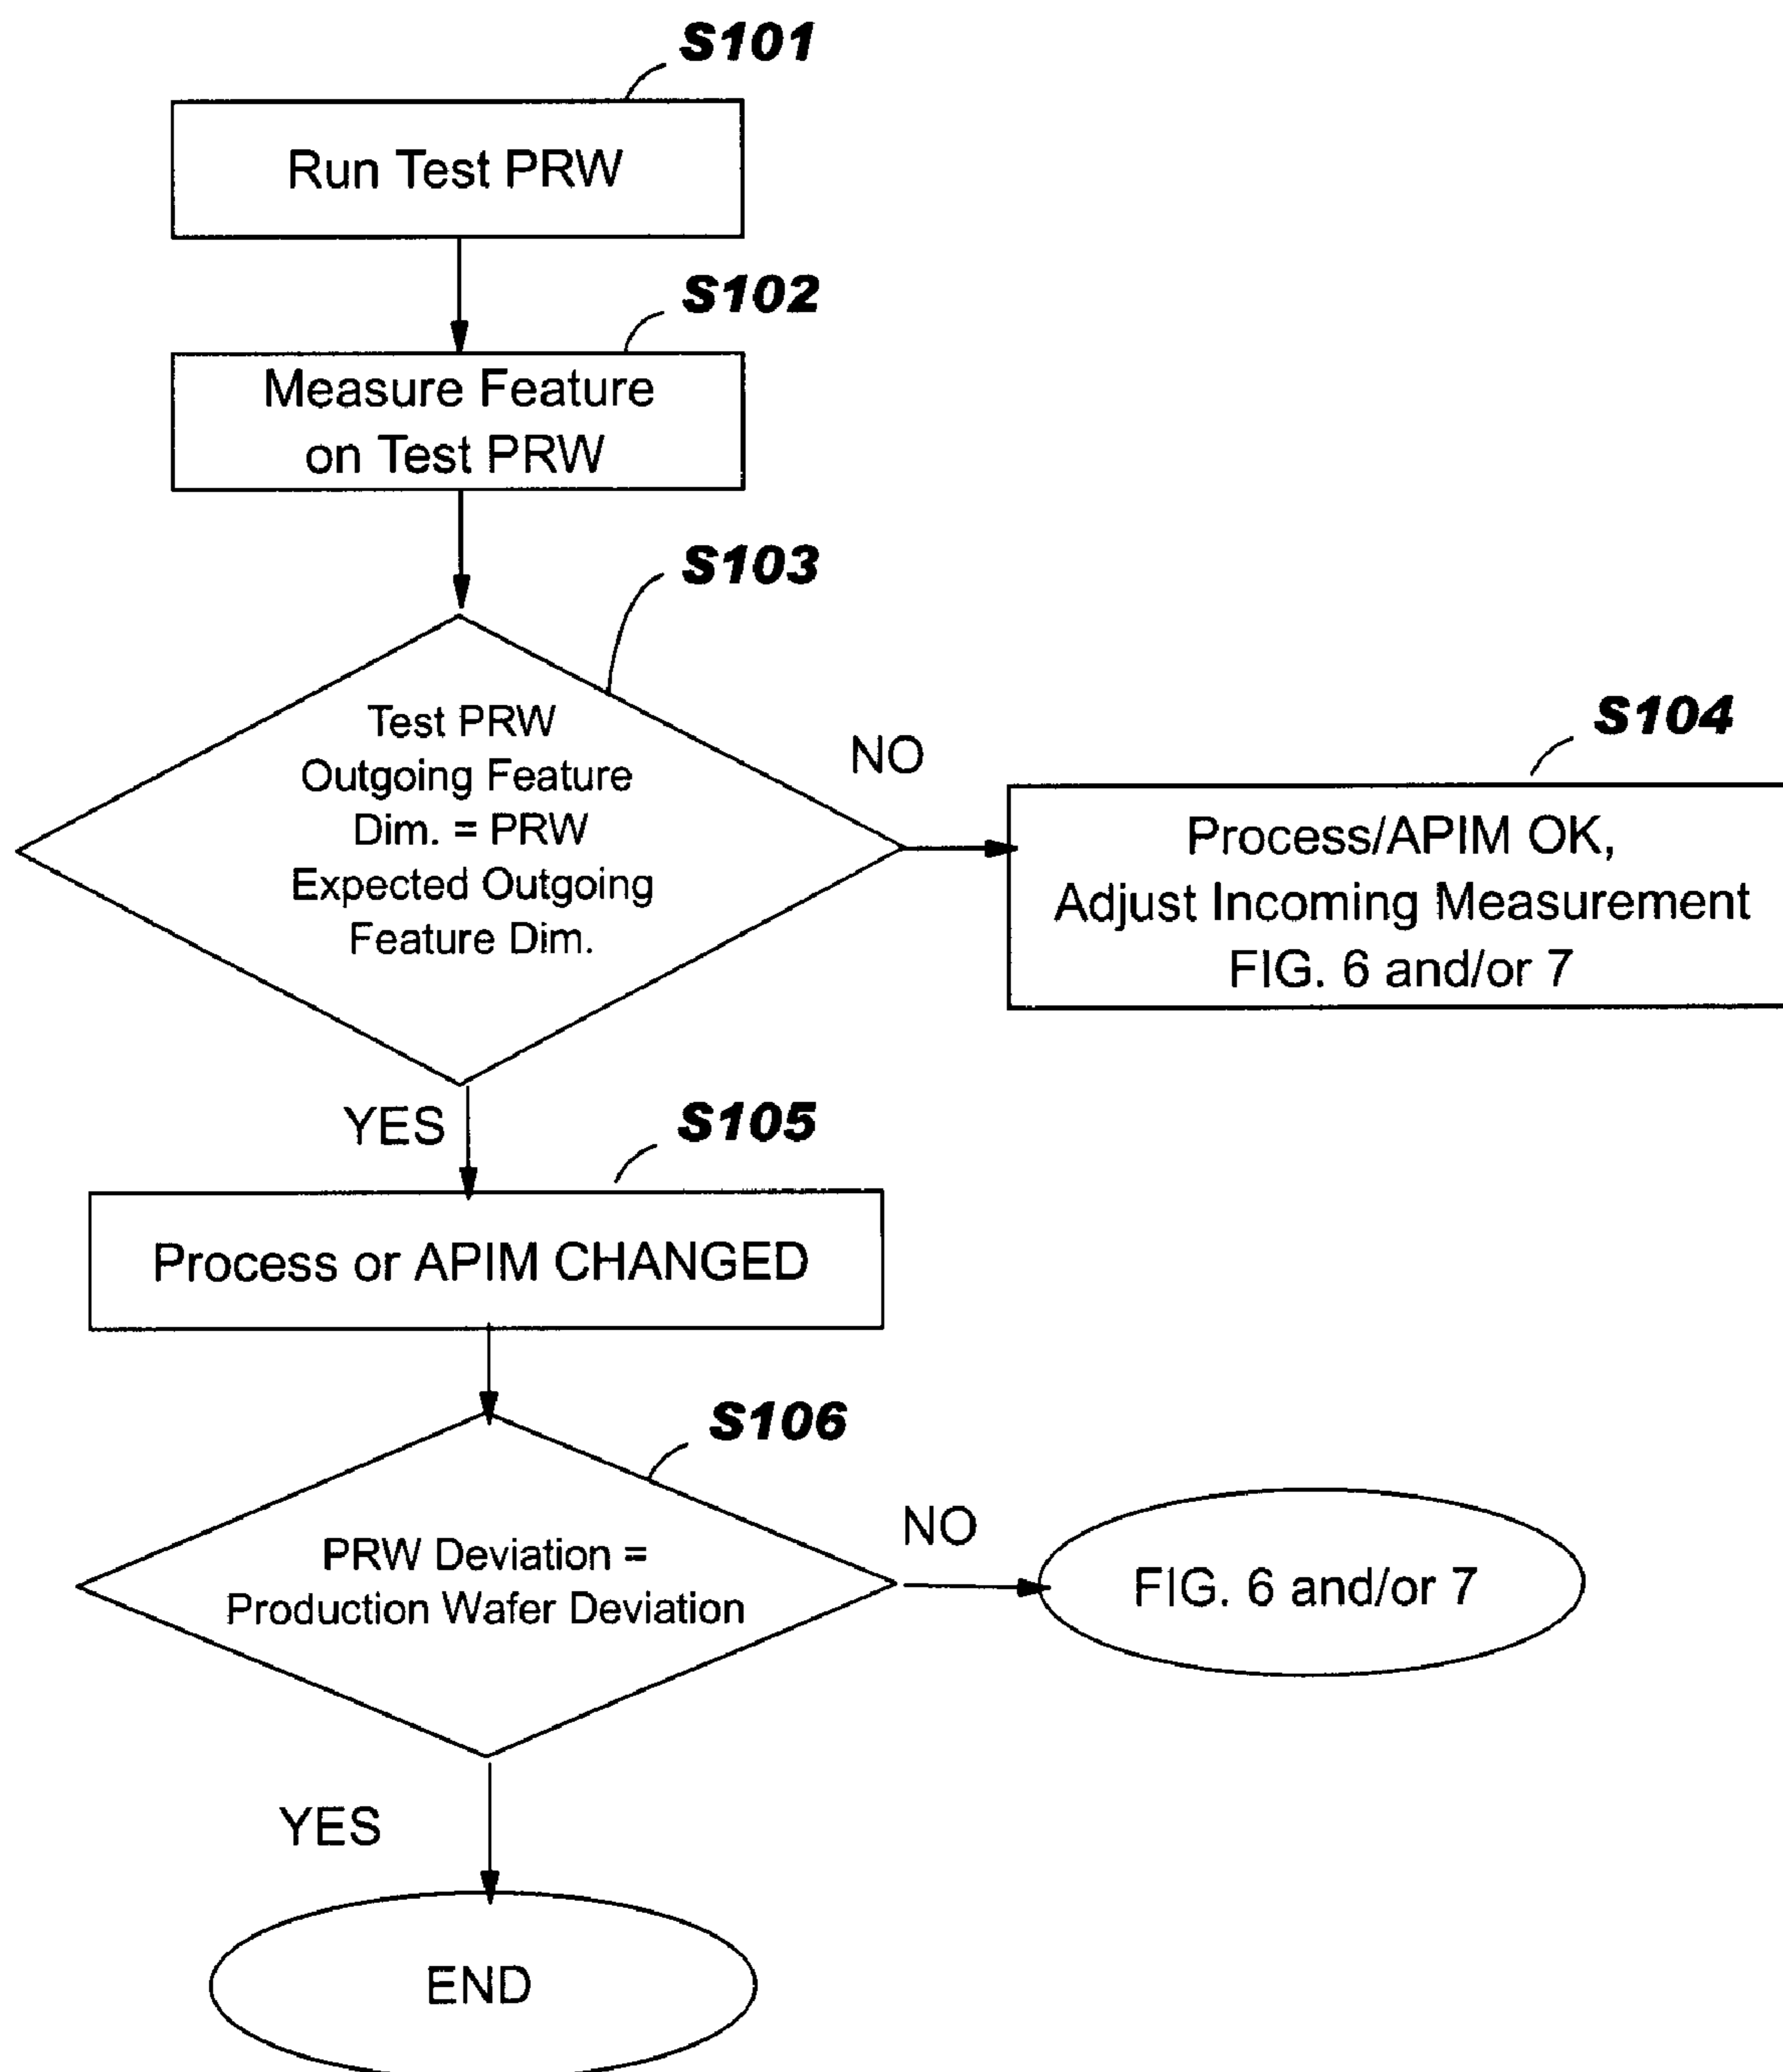 S101
Run Test PRW
S102
Measure Feature
on Test PRW
S103
Test PRW
Outgoing Feature
Dim. = PRW
Expected Outgoing
Feature Dim.
NO
S104
Process/APIM OK,
Adjust Incoming Measurement
FIG. 6 and/or 7
YES
S105
Process or APIM CHANGED
S106
PRW Deviation =
Production Wafer Deviation
NO
FIG. 6 and/or 7
YES
END